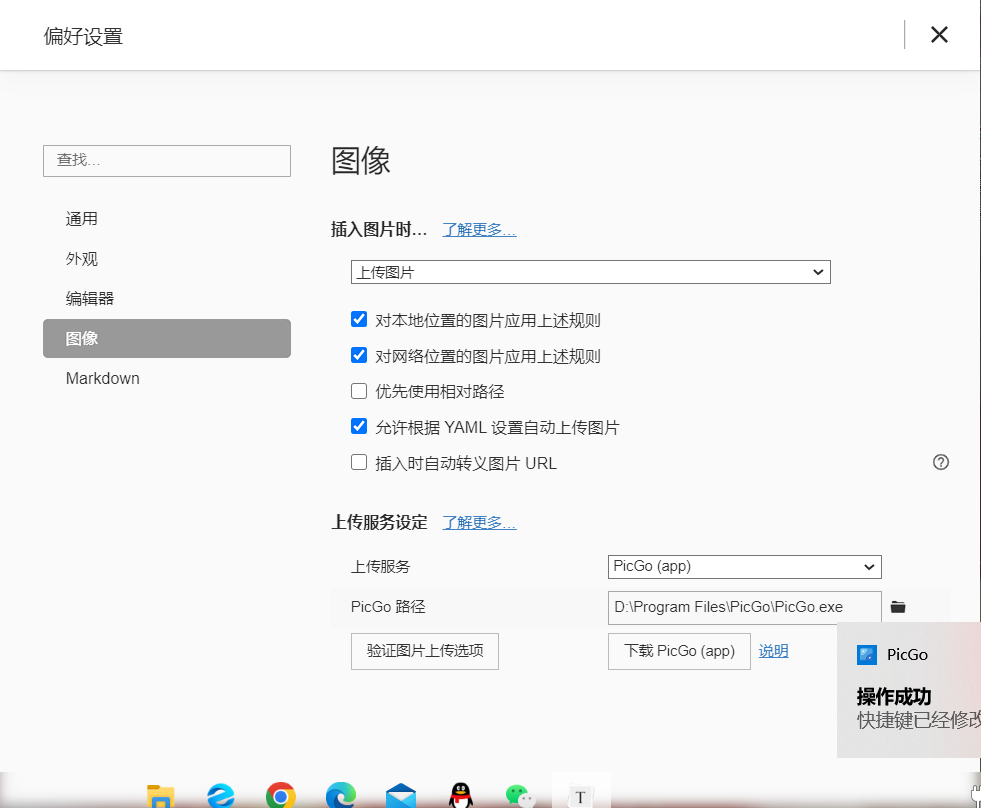 偏好设置
查找…
通用
外观
编辑器
图像
Markdown
图像
插入图片时… 了解更多…
上传图片
对本地位置的图片应用上述规则
对网络位置的图片应用上述规则
优先使用相对路径
允许根据 YAML 设置自动上传图片
插入时自动转义图片 URL
上传服务设定 了解更多…
上传服务 PicGo (app)
PicGo 路径 D:\Program Files\PicGo\PicGo.exe
验证图片上传选项 下载 PicGo (app) 说明
PicGo
操作成功
快捷键已经修改
T